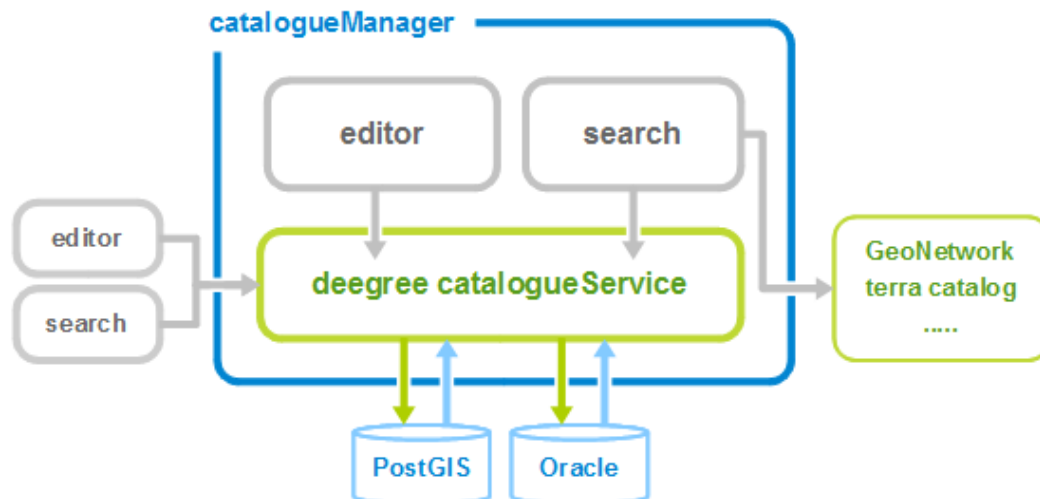 catalogueManager
editor
search
editor
search
deegree catalogueService
GeoNetwork
terra catalog
.....
PostGIS
Oracle